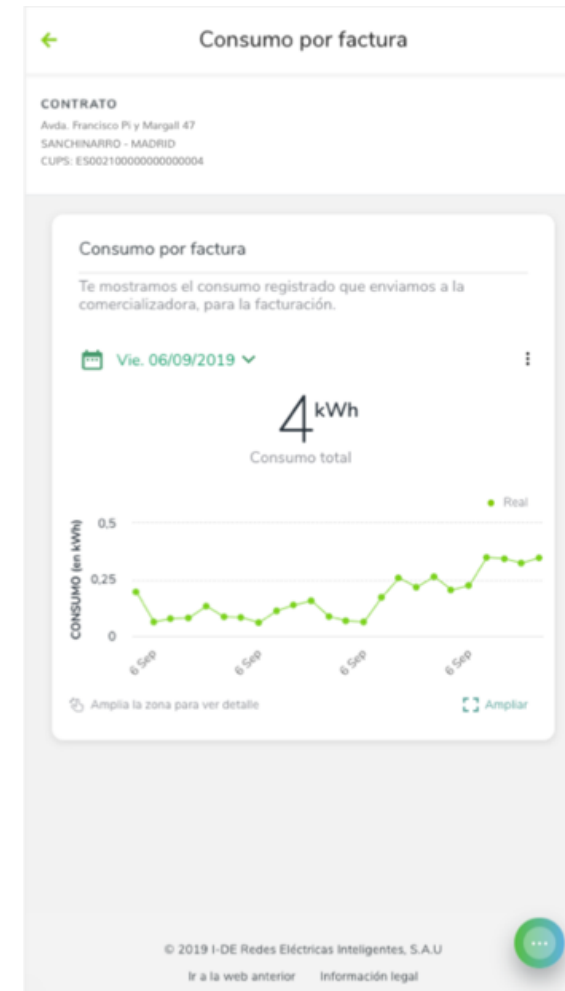 Consumo por factura
CONTRATO
Avda. Francisco Pi y Margall 47
SANCHINARRO - MADRID
CUPS: ES002100000000000004
Consumo por factura
Te mostramos el consumo registrado que enviamos a la
comercializadora, para la facturación.
Vie. 06/09/2019
4 kWh
Consumo total
Real
CONSUMO (en kWh)
0,5
0,25
0
6 Sep
6 Sep
6 Sep
6 Sep
Amplia la zona para ver detalle
Ampliar
© 2019 I-DE Redes Eléctricas Inteligentes, S.A.U
Ir a la web anterior Información legal